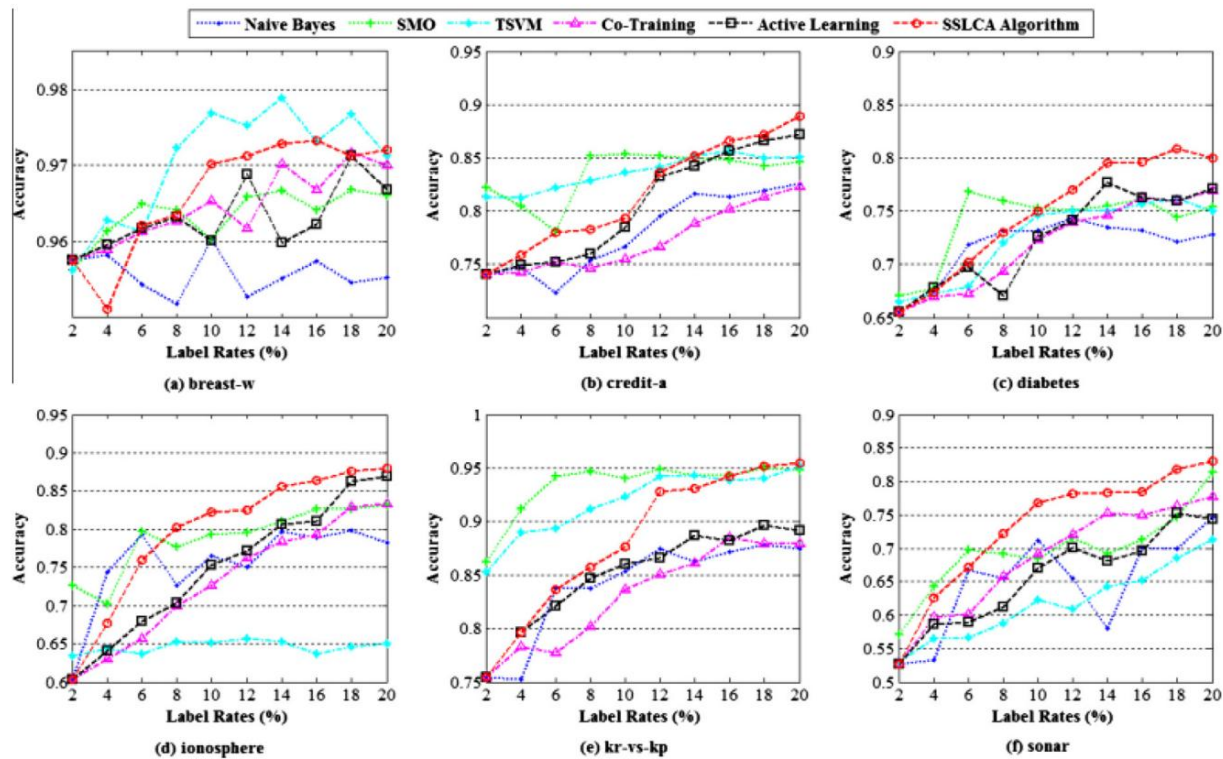 Naive Bayes SMO TSVM Co-Training Active Learning SSLCA Algorithm
0.98
0.97
0.96
Accuracy
2 4 6 8 10 12 14 16 18 20
Label Rates (%)
(a) breast-w
0.95
0.9
0.85
0.8
0.75
0.7
Accuracy
2 4 6 8 10 12 14 16 18 20
Label Rates (%)
(b) credit-a
0.9
0.85
0.8
0.75
0.7
0.65
Accuracy
2 4 6 8 10 12 14 16 18 20
Label Rates (%)
(c) diabetes
0.95
0.9
0.85
0.8
0.75
0.7
0.65
0.6
Accuracy
2 4 6 8 10 12 14 16 18 20
Label Rates (%)
(d) ionosphere
1
0.95
0.9
0.85
0.8
0.75
Accuracy
2 4 6 8 10 12 14 16 18 20
Label Rates (%)
(e) kr-vs-kp
0.9
0.85
0.8
0.75
0.7
0.65
0.6
0.55
0.5
Accuracy
2 4 6 8 10 12 14 16 18 20
Label Rates (%)
(f) sonar